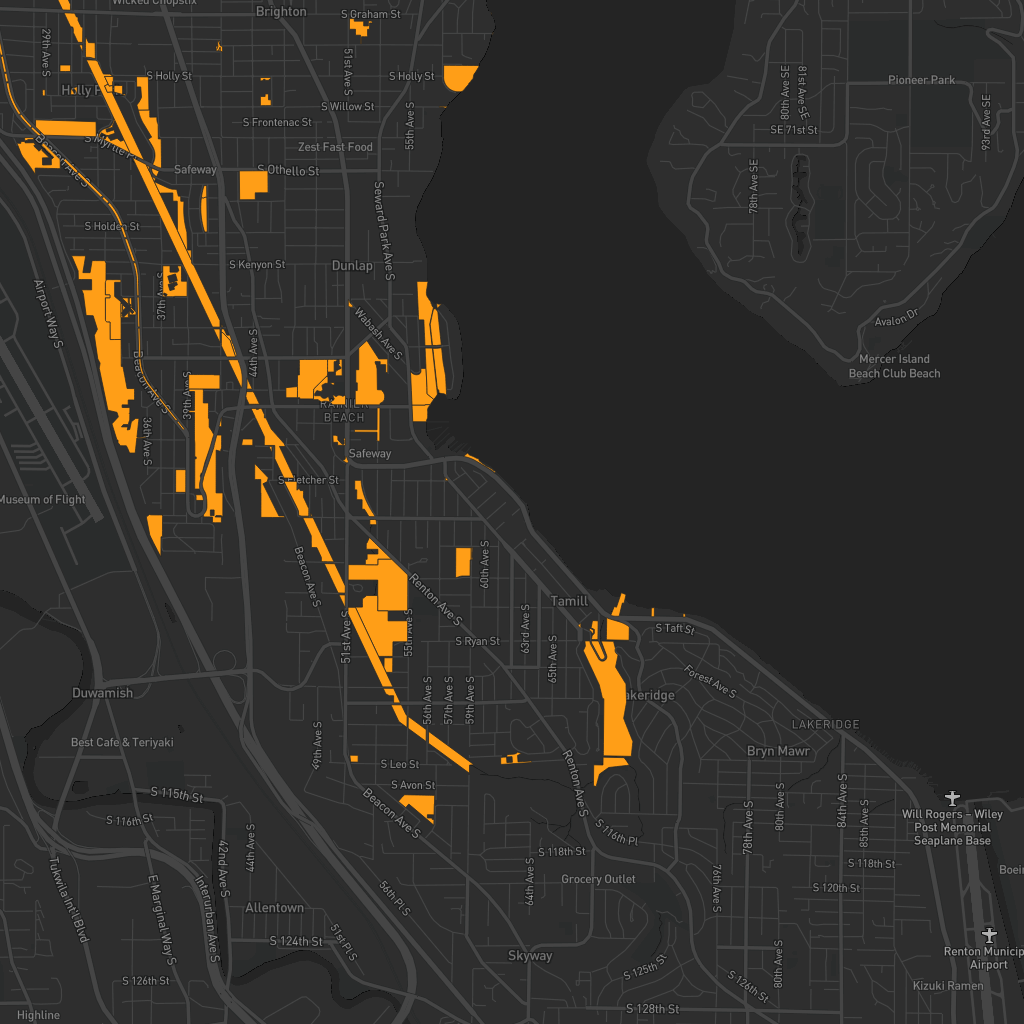 Wicked Chopstix
Brighton
S Graham St
29th Ave S
51st Ave S
S Holly St
S Holly St
Holly P
S Willow St
S Frontenac St
55th Ave S
Zest Fast Food
S Myrtle Pl
Beacon Ave S
Safeway
S Othello St
Seward Park Ave S
S Holden St
S Kenyon St
Dunlap
37th Ave S
Airport Way S
Wabash Ave S
44th Ave S
Beacon Ave S
39th Ave S
RAINIER
BEACH
36th Ave S
Safeway
S Fletcher St
Museum of Flight
Beacon Ave S
60th Ave S
Renton Ave S
Tamill
51st Ave S
55th Ave S
63rd Ave S
S Ryan St
65th Ave S
S Taft St
Forest Ave S
Lakeridge
Duwamish
56th Ave S
57th Ave S
59th Ave S
LAKERIDGE
Bryn Mawr
49th Ave S
Best Cafe & Teriyaki
S Leo St
Renton Ave S
S Avon St
S 115th St
Beacon Ave S
S 116th St
S 116th Pl
78th Ave S
80th Ave S
84th Ave S
85th Ave S
Will Rogers - Wiley
Post Memorial
Seaplane Base
42nd Ave S
44th Ave S
S 118th St
S 118th St
Boein
Tukwila Int'l Blvd
E Marginal Way S
Interurban Ave S
56th Pl S
64th Ave S
Grocery Outlet
76th Ave S
S 120th St
Allentown
51st Pl S
S 124th St
Skyway
80th Ave S
Renton Municip
Airport
S 126th St
S 125th St
S 126th St
Kizuki Ramen
Highline
S 128th St
Pioneer Park
80th Ave SE
81st Ave SE
93rd Ave SE
SE 71st St
78th Ave SE
Avalon Dr
Mercer Island
Beach Club Beach